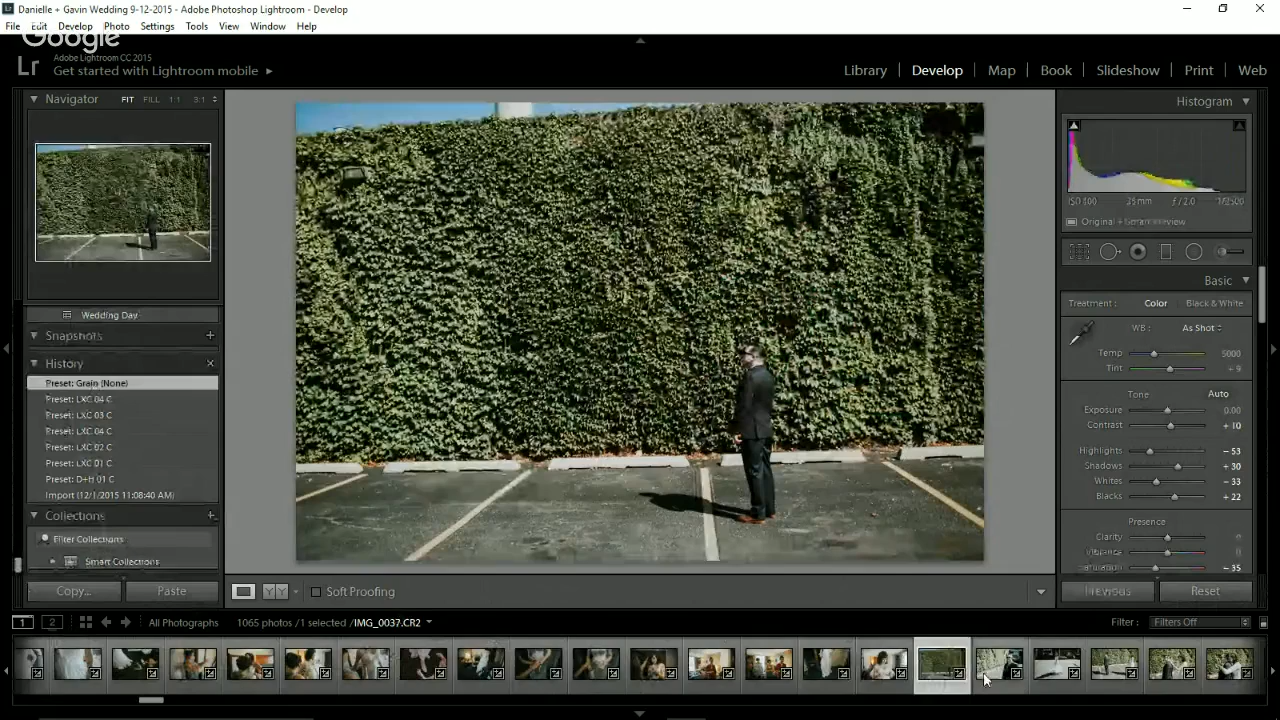 Danielle + Gavin Wedding 9-12-2015 - Adobe Photoshop Lightroom - Develop
File Edit Develop Photo Settings Tools View Window Help
Google
Lr
Adobe Lightroom CC 2015
Get started with Lightroom mobile
Library Develop Map Book Slideshow Print Web
Navigator FIT FILL 1:1 3:1
Wedding Day
Snapshots
History
Preset: Grain (None)
Preset: LXC 04 C
Preset: LXC 03 C
Preset: LXC 04 C
Preset: LXC 02 C
Preset: LXC 01 C
Preset: D+H 01 C
Import (12/1/2015 11:08:40 AM)
Collections
Filter Collections
Smart Collections
Copy... Paste
Soft Proofing
Histogram
35mm f / 2.0 1/2500
Basic
Treatment : Color Black & White
WB : As Shot
Temp 5000
Tint + 9
Tone Auto
Exposure 0.00
Contrast + 10
Highlights - 53
Shadows + 30
Whites - 33
Blacks + 22
Presence
Clarity 0
Vibrance 0
Saturation - 35
Previous Reset
1 2 All Photographs 1065 photos / 1 selected / IMG_0037.CR2 Filter : Filters Off